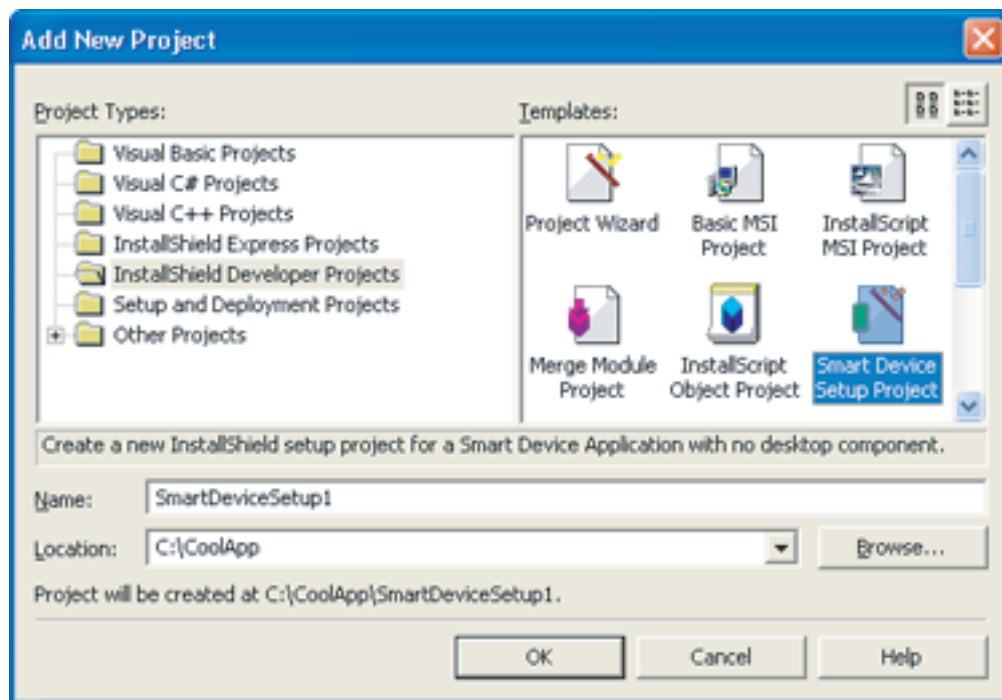 Add New Project
Project Types:
Templates:
Visual Basic Projects
Visual C# Projects
Visual C++ Projects
InstallShield Express Projects
InstallShield Developer Projects
Setup and Deployment Projects
Other Projects
Project Wizard
Basic MSI
Project
InstallScript
MSI Project
Merge Module
Project
InstallScript
Object Project
Smart Device
Setup Project
Create a new InstallShield setup project for a Smart Device Application with no desktop component.
Name:
SmartDeviceSetup1
Location:
C:\CoolApp
Browse...
Project will be created at C:\CoolApp\SmartDeviceSetup1.
OK
Cancel
Help